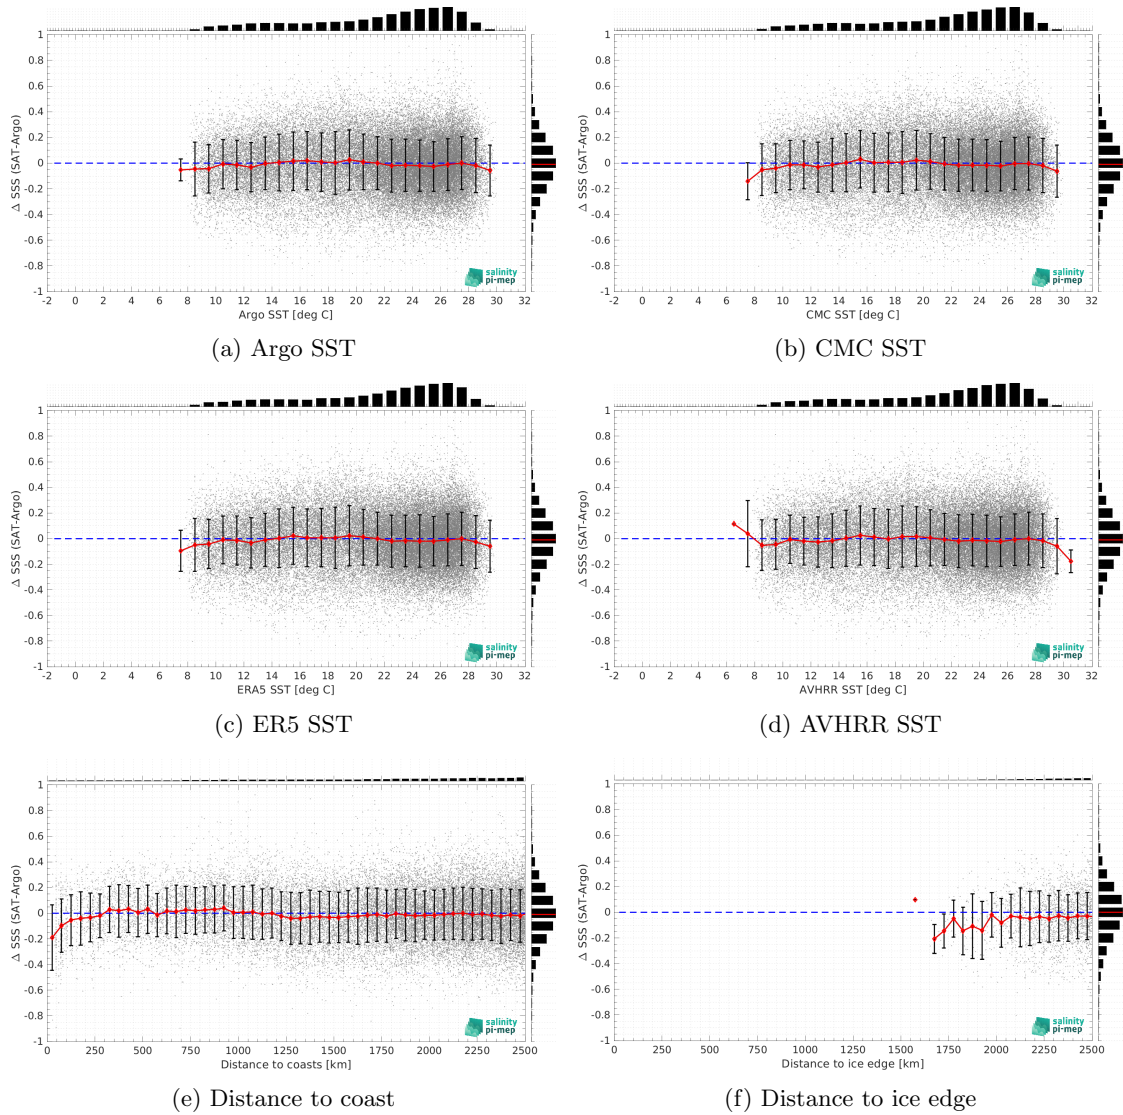 1
0.8
0.6
0.4
0.2
0
-0.2
-0.4
-0.6
-0.8
-1
Δ SSS (SAT-Argo)
salinity
pi-mep
-2 0 2 4 6 8 10 12 14 16 18 20 22 24 26 28 30 32
Argo SST [deg C]
(a) Argo SST
1
0.8
0.6
0.4
0.2
0
-0.2
-0.4
-0.6
-0.8
-1
Δ SSS (SAT-Argo)
salinity
pi-mep
-2 0 2 4 6 8 10 12 14 16 18 20 22 24 26 28 30 32
CMC SST [deg C]
(b) CMC SST
1
0.8
0.6
0.4
0.2
0
-0.2
-0.4
-0.6
-0.8
-1
Δ SSS (SAT-Argo)
salinity
pi-mep
-2 0 2 4 6 8 10 12 14 16 18 20 22 24 26 28 30 32
ERA5 SST [deg C]
(c) ER5 SST
1
0.8
0.6
0.4
0.2
0
-0.2
-0.4
-0.6
-0.8
-1
Δ SSS (SAT-Argo)
salinity
pi-mep
-2 0 2 4 6 8 10 12 14 16 18 20 22 24 26 28 30 32
AVHRR SST [deg C]
(d) AVHRR SST
1
0.8
0.6
0.4
0.2
0
-0.2
-0.4
-0.6
-0.8
-1
Δ SSS (SAT-Argo)
salinity
pi-mep
0 250 500 750 1000 1250 1500 1750 2000 2250 2500
Distance to coasts [km]
(e) Distance to coast
1
0.8
0.6
0.4
0.2
0
-0.2
-0.4
-0.6
-0.8
-1
Δ SSS (SAT-Argo)
salinity
pi-mep
0 250 500 750 1000 1250 1500 1750 2000 2250 2500
Distance to ice edge [km]
(f) Distance to ice edge